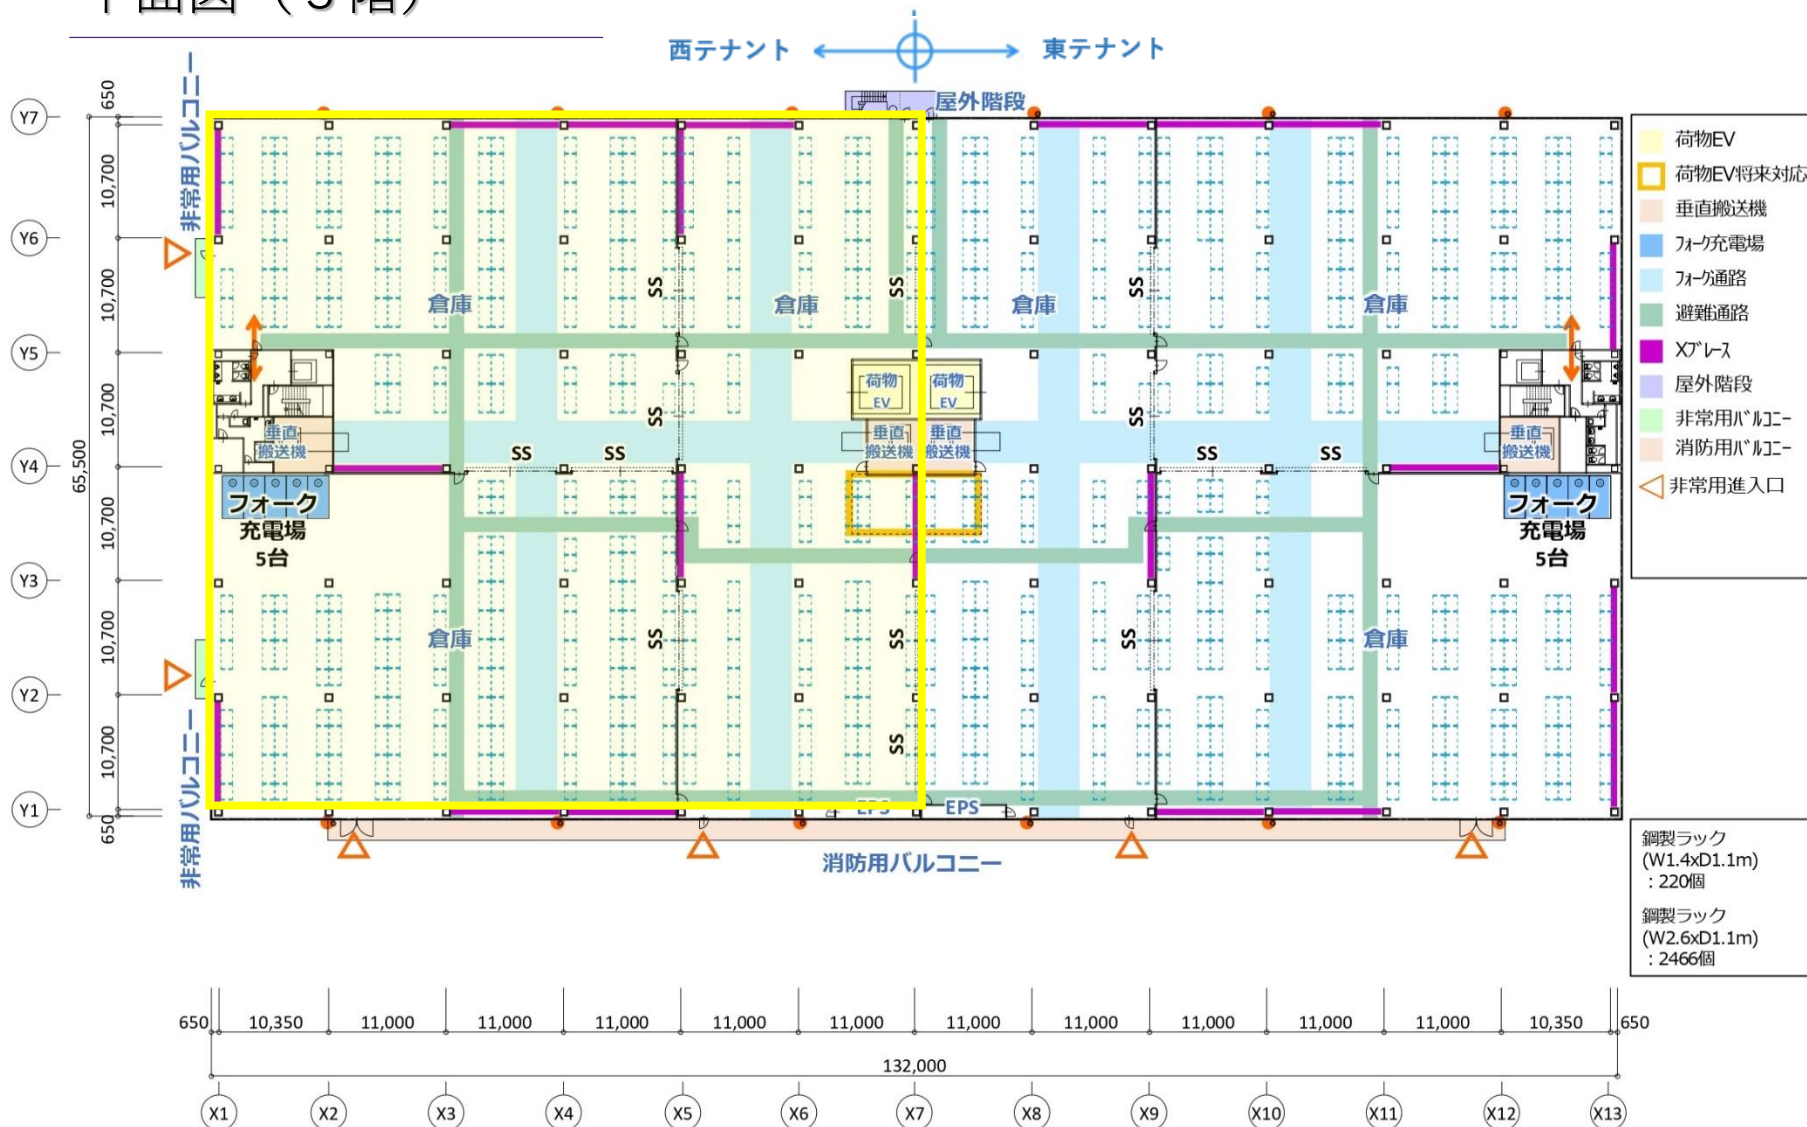 平面図（３階）
西テナント
東テナント
屋外階段
非常用バルコニー
Y7
Y6
Y5
Y4
Y3
Y2
Y1
650
10,700
10,700
10,700
10,700
10,700
10,700
650
65,500
倉庫
倉庫
倉庫
倉庫
SS
SS
SS
SS
SS
荷物
EV
荷物
EV
垂直
搬送機
垂直
搬送機
垂直
搬送機
垂直
搬送機
SS
SS
SS
SS
フォーク
充電場
5台
フォーク
充電場
5台
倉庫
倉庫
SS
SS
SS
SS
非常用バルコニー
EPS
EPS
消防用バルコニー
荷物EV
荷物EV将来対応
垂直搬送機
フォーク充電場
フォーク通路
避難通路
Xブレース
屋外階段
非常用バルコニー
消防用バルコニー
非常用進入口
鋼製ラック
(W1.4xD1.1m)
：220個
鋼製ラック
(W2.6xD1.1m)
：2466個
650 10,350 11,000 11,000 11,000 11,000 11,000 11,000 11,000 11,000 11,000 11,000 10,350 650
132,000
X1 X2 X3 X4 X5 X6 X7 X8 X9 X10 X11 X12 X13